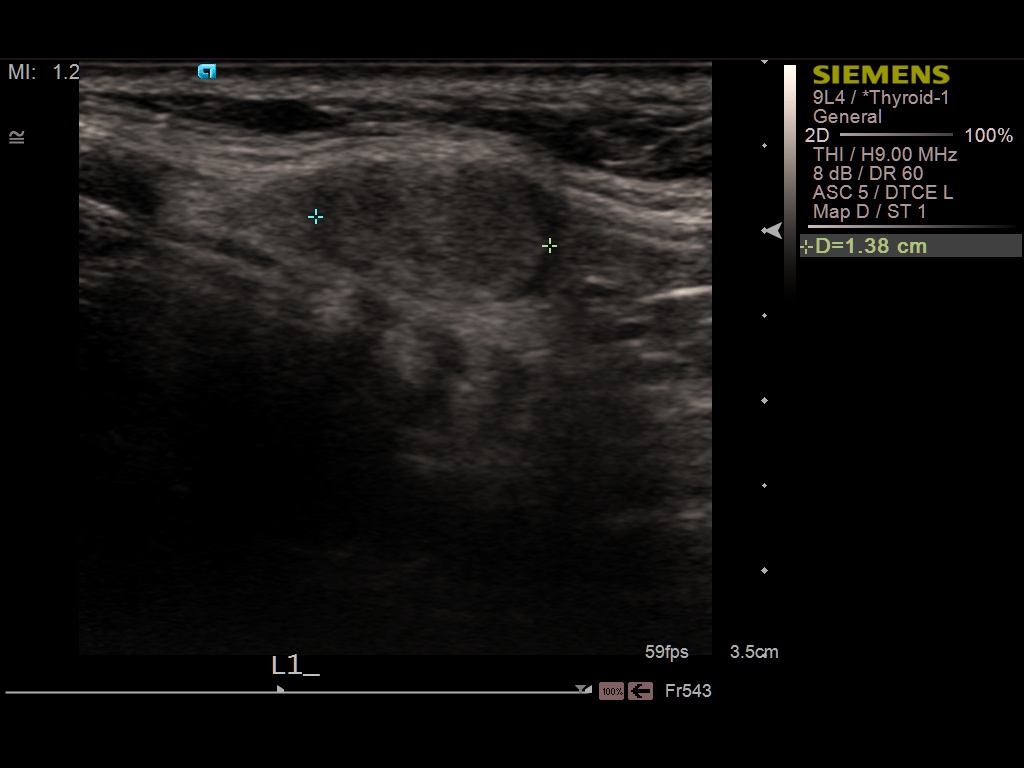 MI: 1.2
SIEMENS
9L4 / *Thyroid-1
General
2D 100%
THI / H9.00 MHz
8 dB / DR 60
ASC 5 / DTCE L
Map D / ST 1
D=1.38 cm
59fps 3.5cm
L1_
100% Fr543